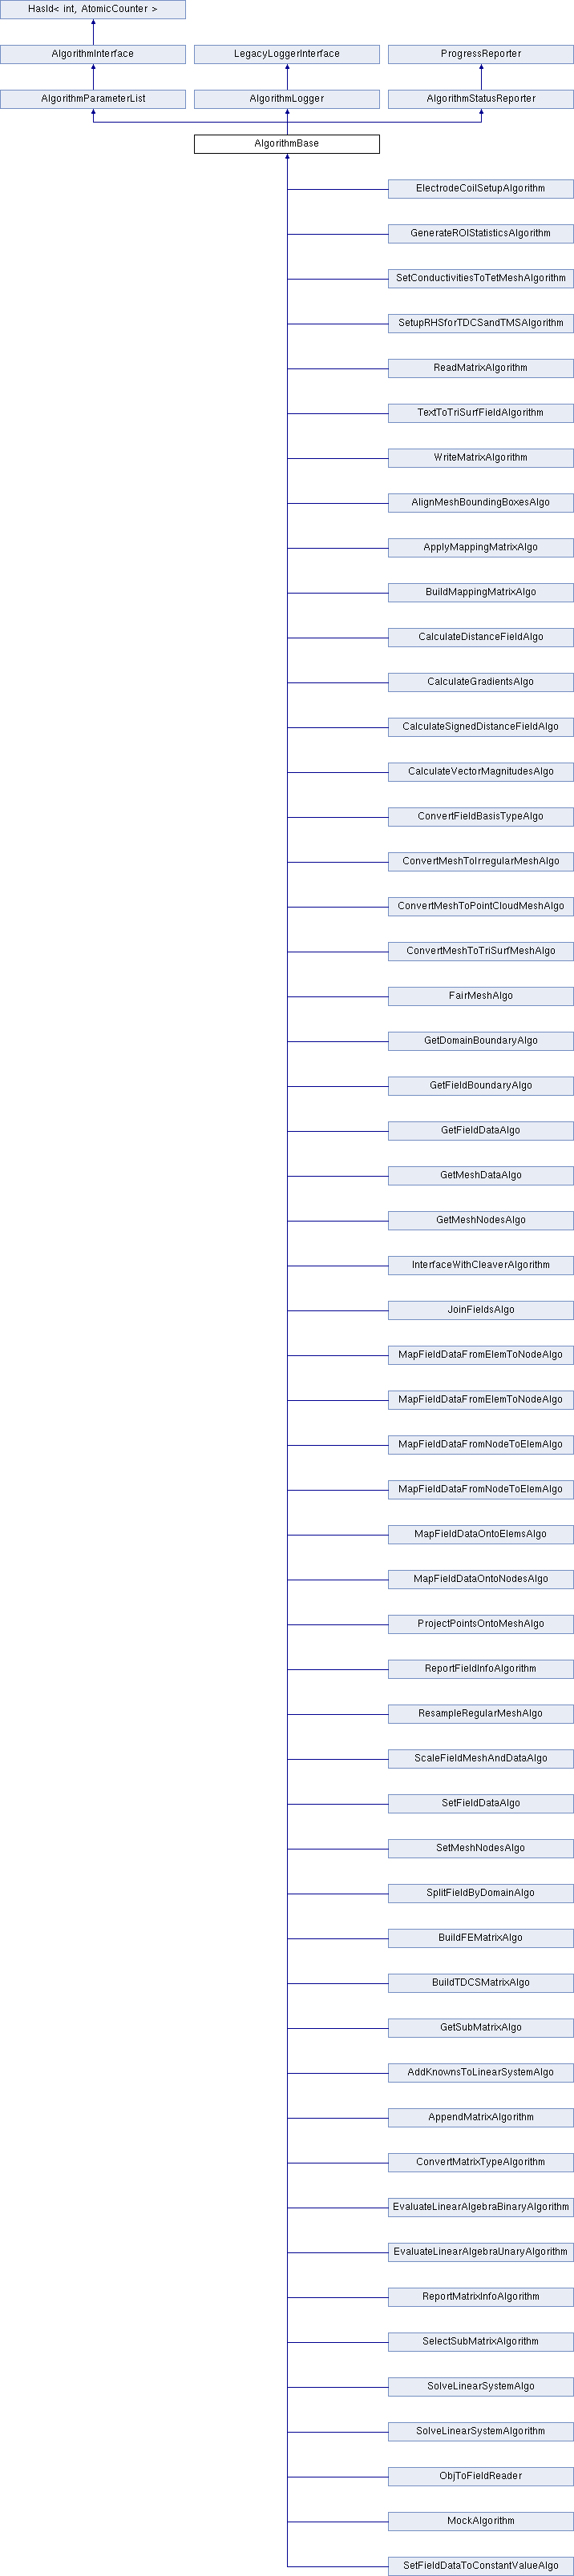 HasId< int, AtomicCounter >
AlgorithmInterface
LegacyLoggerInterface
ProgressReporter
AlgorithmParameterList
AlgorithmLogger
AlgorithmStatusReporter
AlgorithmBase
ElectrodeCoilSetupAlgorithm
GenerateROIStatisticsAlgorithm
SetConductivitiesToTetMeshAlgorithm
SetupRHSforTDCSandTMSAlgorithm
ReadMatrixAlgorithm
TextToTriSurfFieldAlgorithm
WriteMatrixAlgorithm
AlignMeshBoundingBoxesAlgo
ApplyMappingMatrixAlgo
BuildMappingMatrixAlgo
CalculateDistanceFieldAlgo
CalculateGradientsAlgo
CalculateSignedDistanceFieldAlgo
CalculateVectorMagnitudesAlgo
ConvertFieldBasisTypeAlgo
ConvertMeshToIrregularMeshAlgo
ConvertMeshToPointCloudMeshAlgo
ConvertMeshToTriSurfMeshAlgo
FairMeshAlgo
GetDomainBoundaryAlgo
GetFieldBoundaryAlgo
GetFieldDataAlgo
GetMeshDataAlgo
GetMeshNodesAlgo
InterfaceWithCleaverAlgorithm
JoinFieldsAlgo
MapFieldDataFromElemToNodeAlgo
MapFieldDataFromElemToNodeAlgo
MapFieldDataFromNodeToElemAlgo
MapFieldDataFromNodeToElemAlgo
MapFieldDataOntoElemsAlgo
MapFieldDataOntoNodesAlgo
ProjectPointsOntoMeshAlgo
ReportFieldInfoAlgorithm
ResampleRegularMeshAlgo
ScaleFieldMeshAndDataAlgo
SetFieldDataAlgo
SetMeshNodesAlgo
SplitFieldByDomainAlgo
BuildFEMatrixAlgo
BuildTDCSMatrixAlgo
GetSubMatrixAlgo
AddKnownsToLinearSystemAlgo
AppendMatrixAlgorithm
ConvertMatrixTypeAlgorithm
EvaluateLinearAlgebraBinaryAlgorithm
EvaluateLinearAlgebraUnaryAlgorithm
ReportMatrixInfoAlgorithm
SelectSubMatrixAlgorithm
SolveLinearSystemAlgo
SolveLinearSystemAlgorithm
ObjToFieldReader
MockAlgorithm
SetFieldDataToConstantValueAlgo